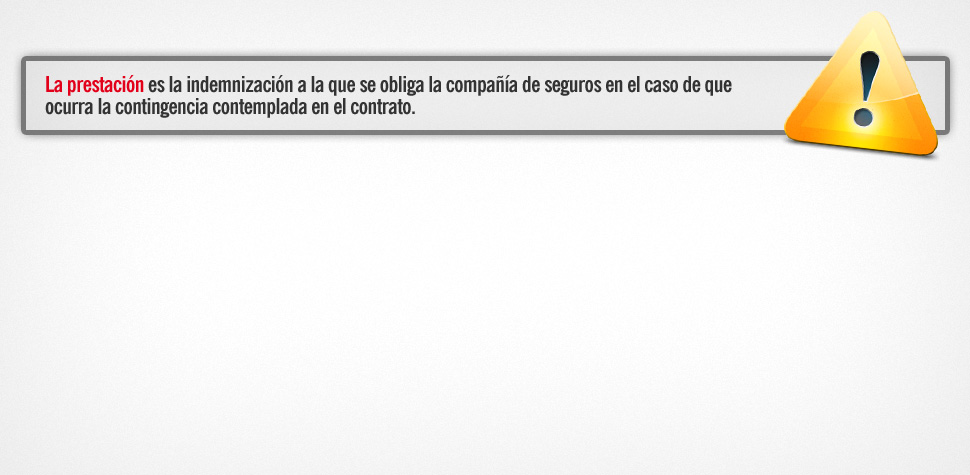 La prestación es la indemnización a la que se obliga la compañía de seguros en el caso de que
ocurra la contingencia contemplada en el contrato.